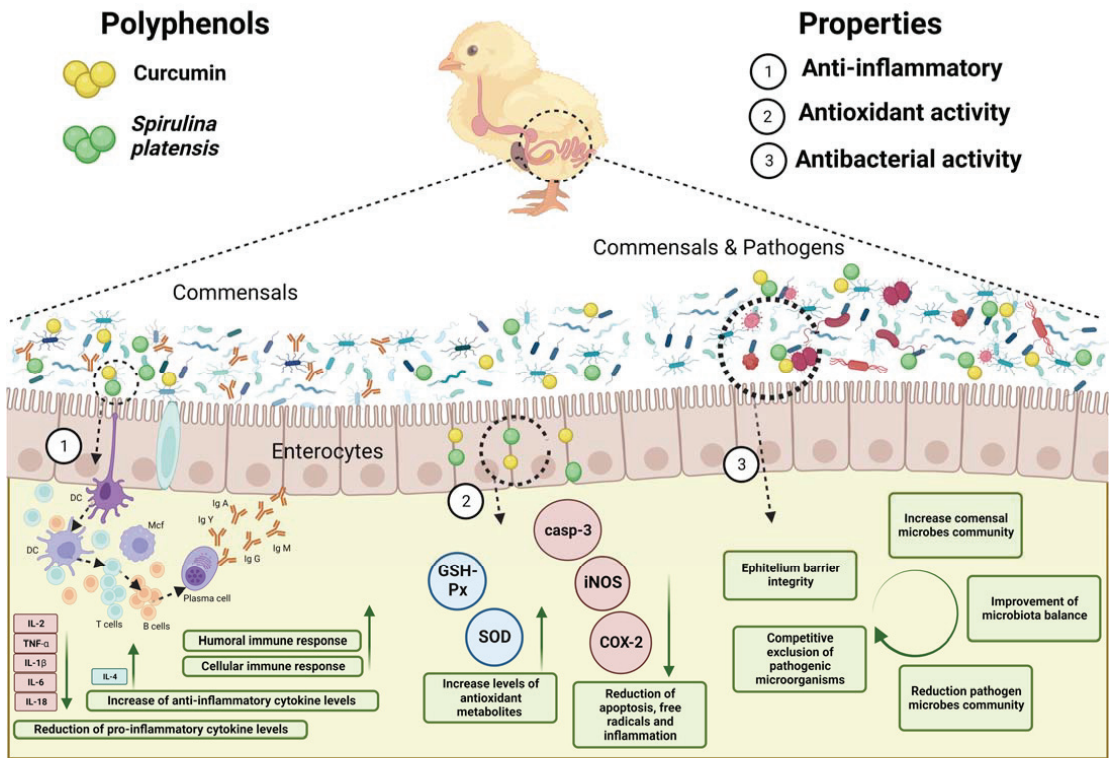 Polyphenols
Curcumin
Spirulina
platensis
Properties
1 Anti-inflammatory
2 Antioxidant activity
3 Antibacterial activity
Commensals
Commensals & Pathogens
Enterocytes
1
2
3
DC
DC
Mcf
T cells
B cells
Plasma cell
Ig A
Ig Y
Ig G
Ig M
IL-2
TNF-α
IL-1β
IL-6
IL-18
IL-4
Humoral immune response
Cellular immune response
Increase of anti-inflammatory cytokine levels
Reduction of pro-inflammatory cytokine levels
GSH-
Px
SOD
Increase levels of
antioxidant
metabolites
casp-3
iNOS
COX-2
Reduction of
apoptosis, free
radicals and
inflammation
Ephitelium barrier
integrity
Competitive
exclusion of
pathogenic
microorganisms
Increase comensal
microbes community
Improvement of
microbiota balance
Reduction pathogen
microbes community